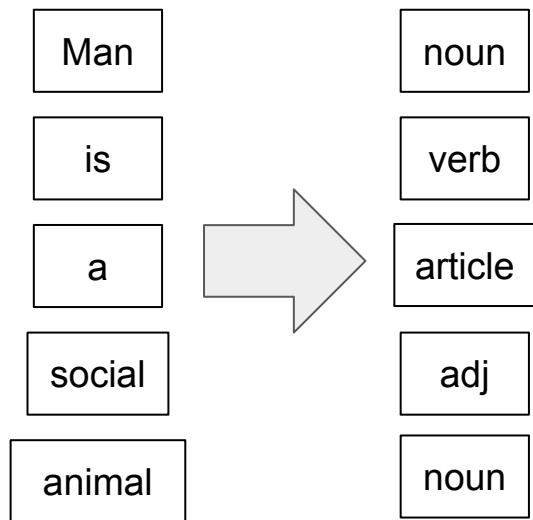 Man
is
a
social
animal
noun
verb
article
adj
noun